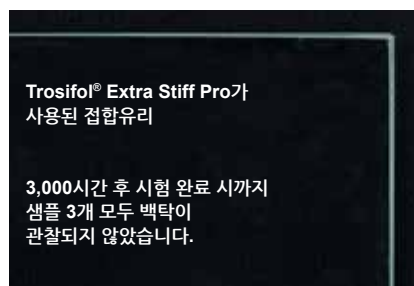 Trosifol® Extra Stiff Pro가
사용된 접합유리
3,000시간 후 시험 완료 시까지
샘플 3개 모두 백탁이
관찰되지 않았습니다.